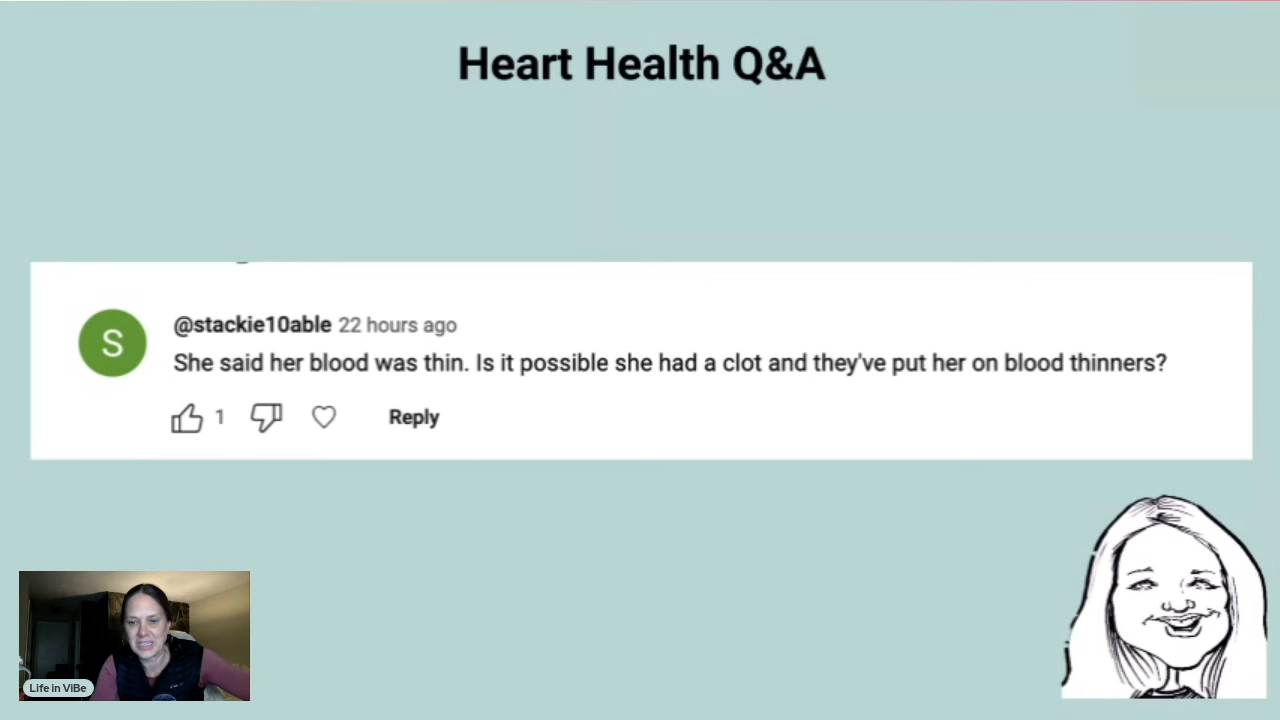 Heart Health Q&A
@stackie10able 22 hours ago
S
She said her blood was thin. Is it possible she had a clot and they've put her on blood thinners?
1 Reply
Life in ViBe